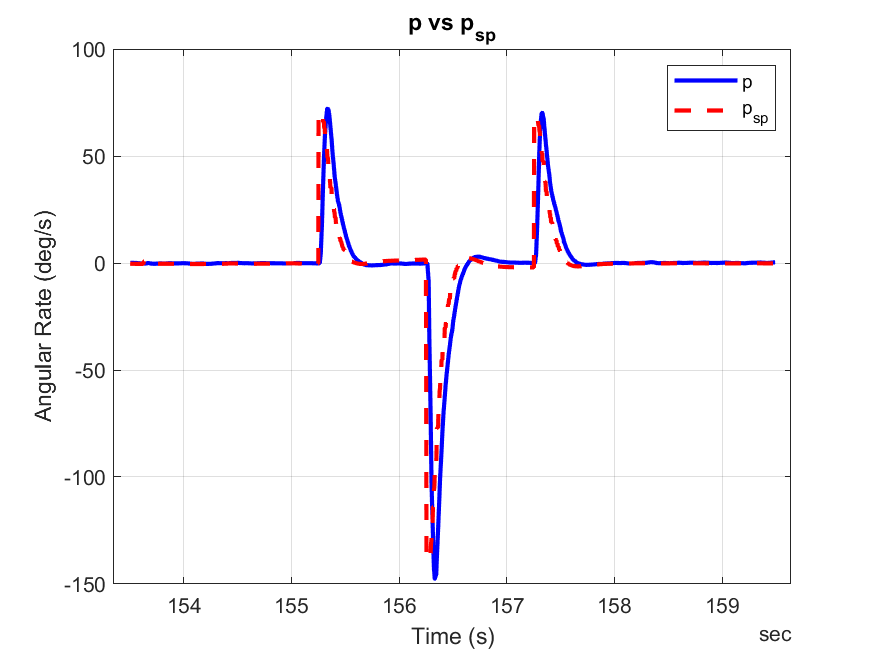 p vs p_sp
100
50
0
-50
-100
-150
Angular Rate (deg/s)
p
p_sp
154 155 156 157 158 159
Time (s)
sec